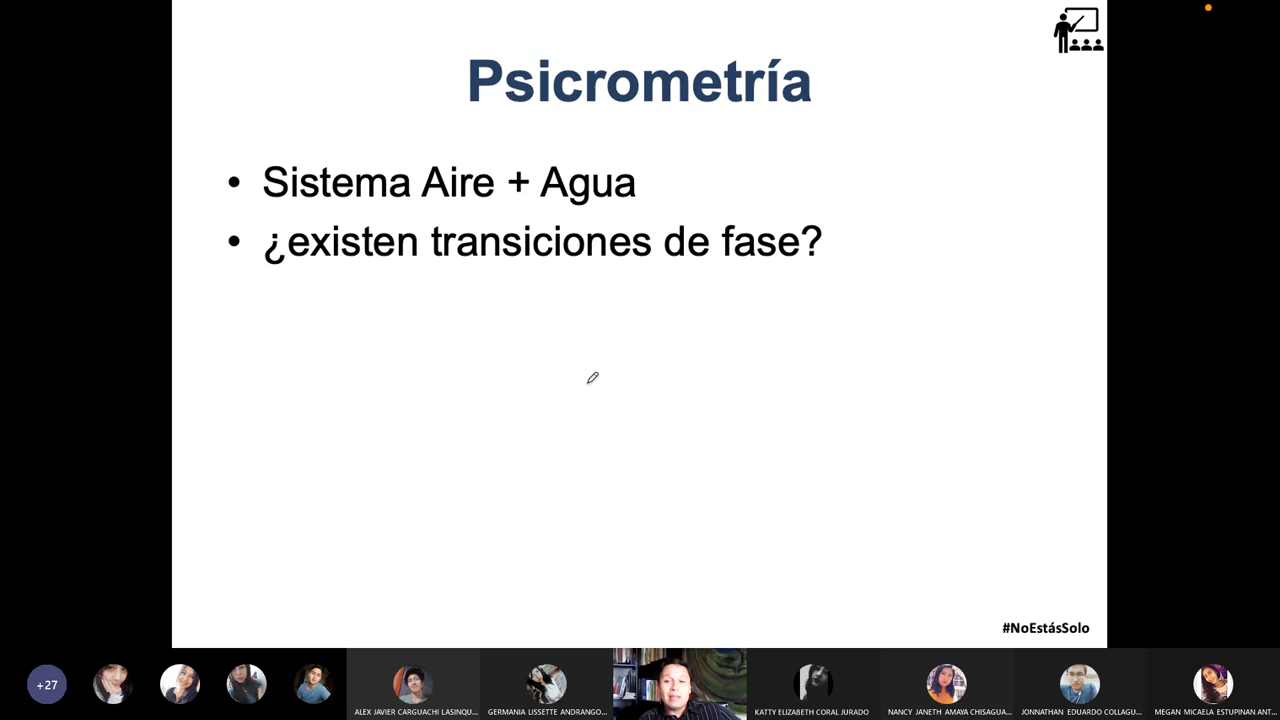 Psicrometría
• Sistema Aire + Agua
• ¿existen transiciones de fase?
#NoEstásSolo
+27
ALEX JAVIER CARGUACHI LASINQU...
GERMANIA LISSETTE ANDRANGO...
KATTY ELIZABETH CORAL JURADO
NANCY JANETH AMAYA CHISAGUA...
JONNATHAN EDUARDO COLLAGU...
MEGAN MICAELA ESTUPINAN ANT...